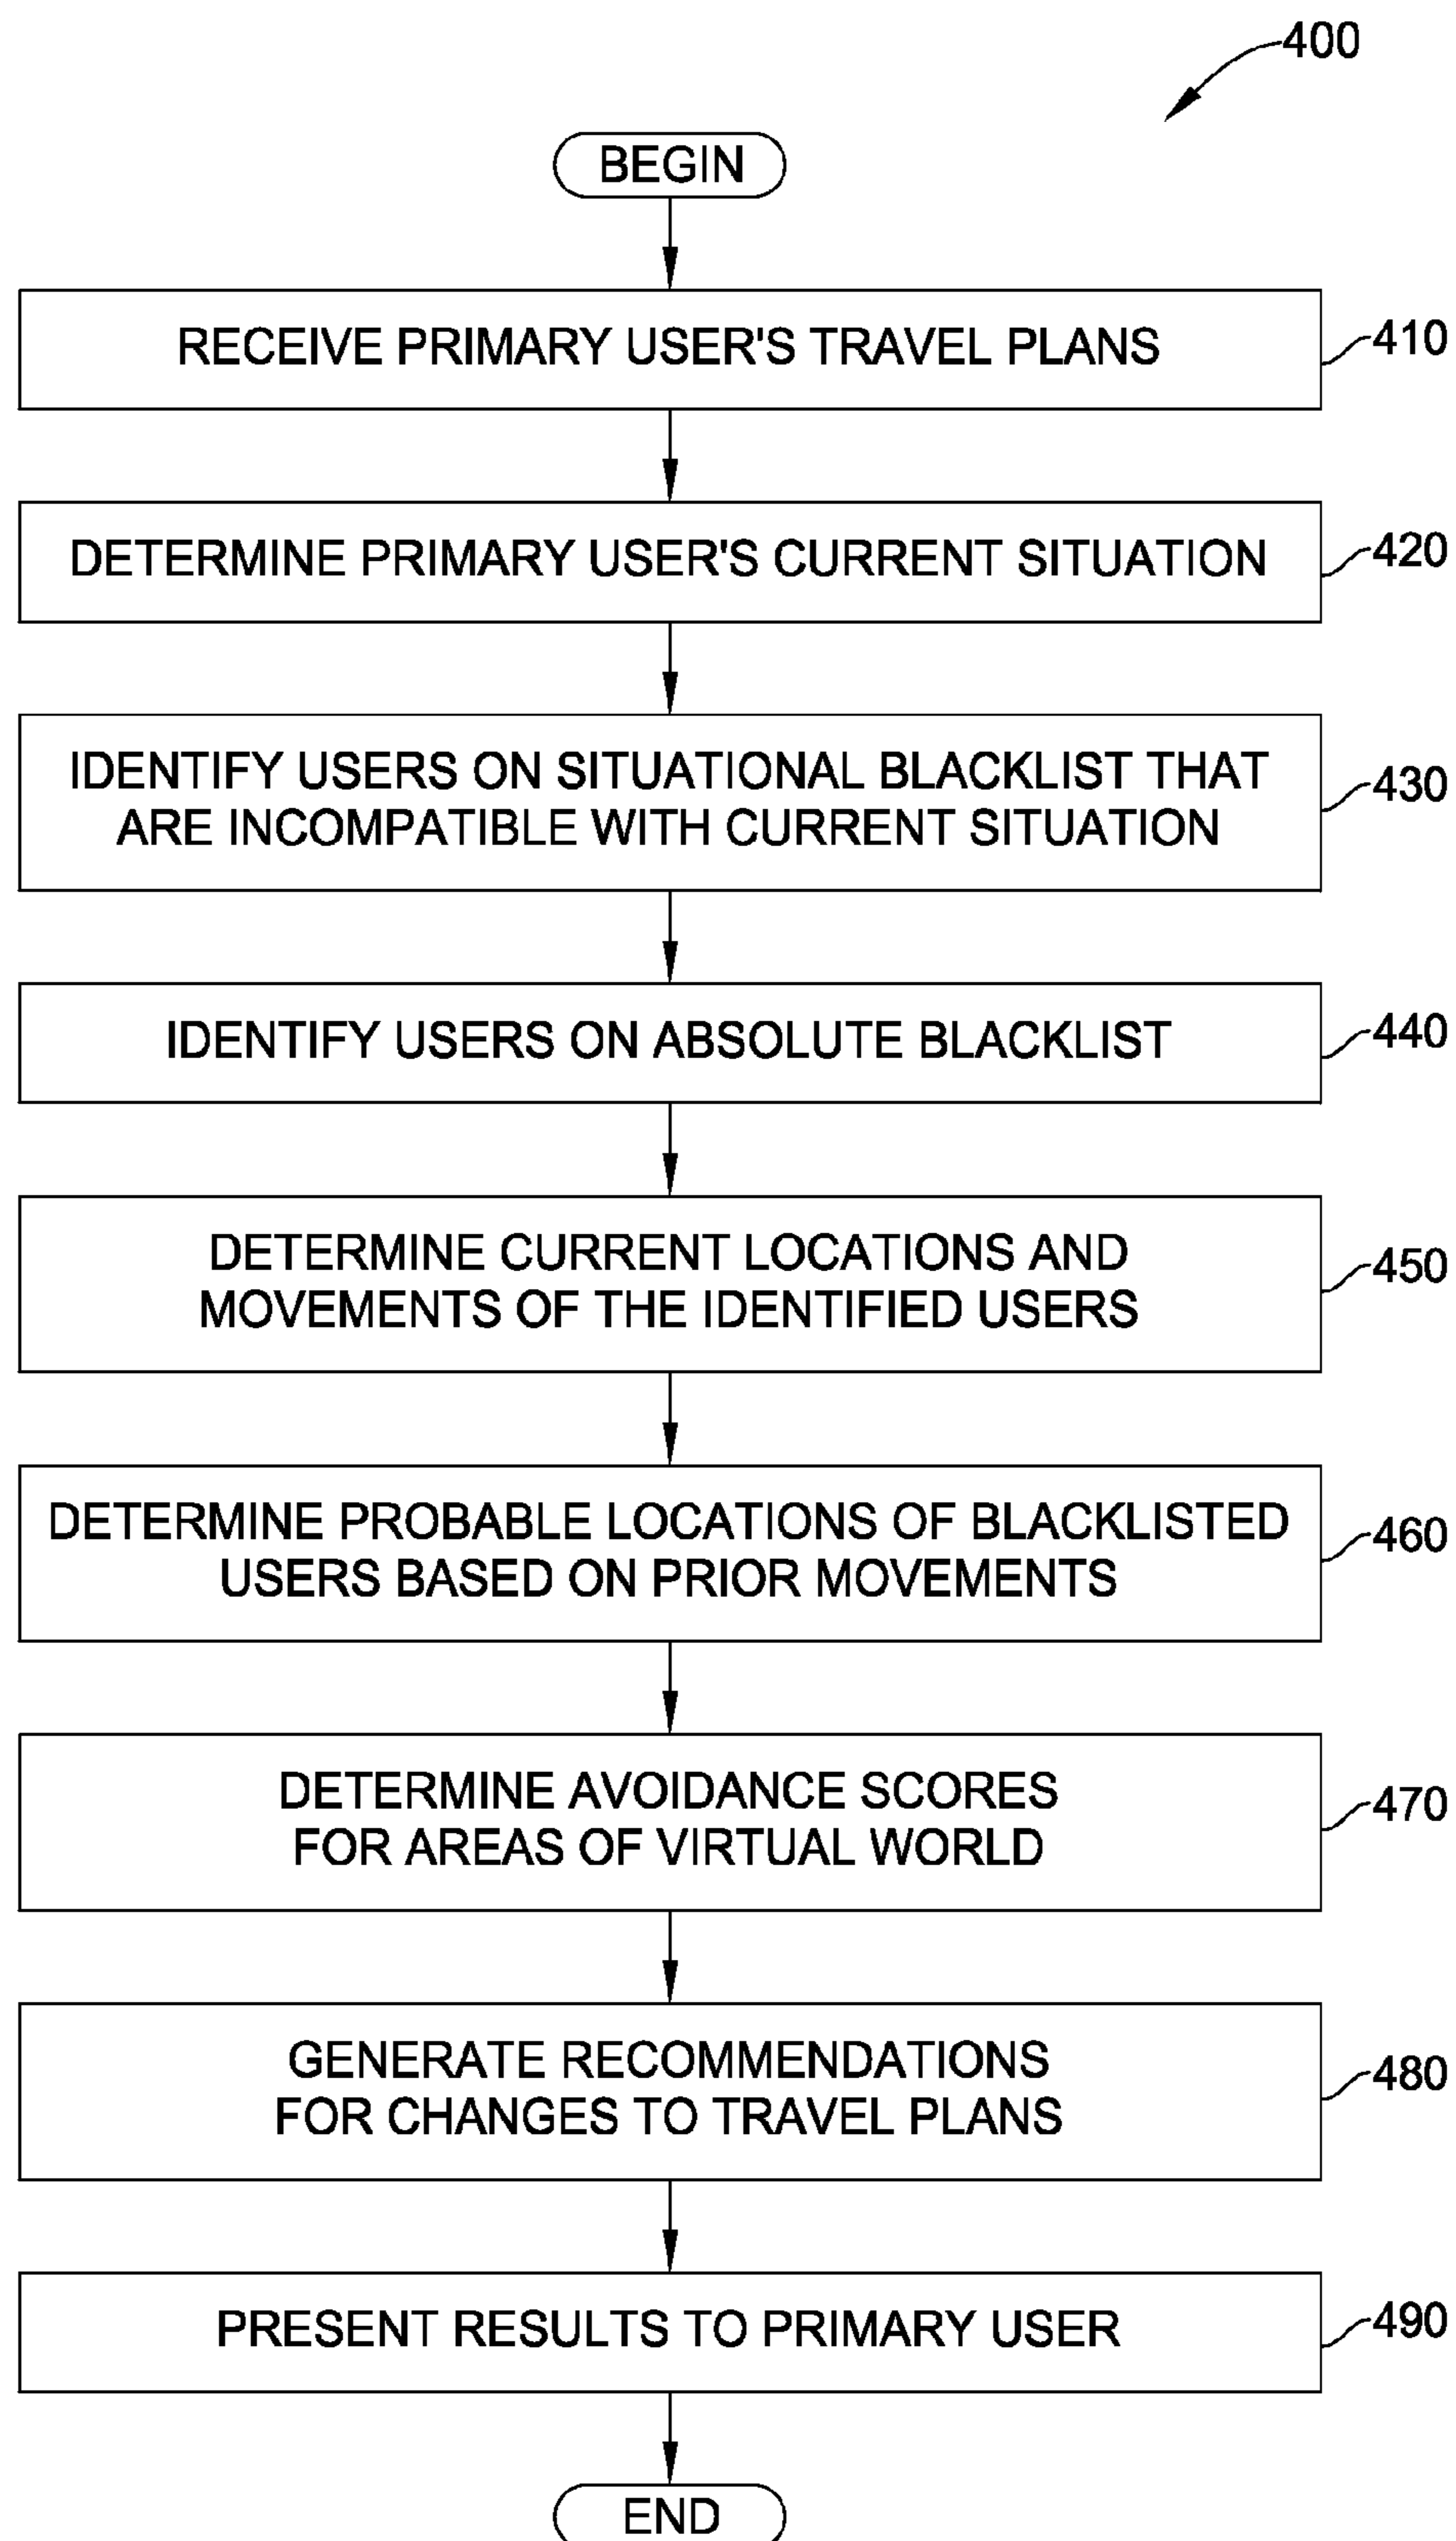 400
BEGIN
RECEIVE PRIMARY USER'S TRAVEL PLANS
410
DETERMINE PRIMARY USER'S CURRENT SITUATION
420
IDENTIFY USERS ON SITUATIONAL BLACKLIST THAT
ARE INCOMPATIBLE WITH CURRENT SITUATION
430
IDENTIFY USERS ON ABSOLUTE BLACKLIST
440
DETERMINE CURRENT LOCATIONS AND
MOVEMENTS OF THE IDENTIFIED USERS
450
DETERMINE PROBABLE LOCATIONS OF BLACKLISTED
USERS BASED ON PRIOR MOVEMENTS
460
DETERMINE AVOIDANCE SCORES
FOR AREAS OF VIRTUAL WORLD
470
GENERATE RECOMMENDATIONS
FOR CHANGES TO TRAVEL PLANS
480
PRESENT RESULTS TO PRIMARY USER
490
END